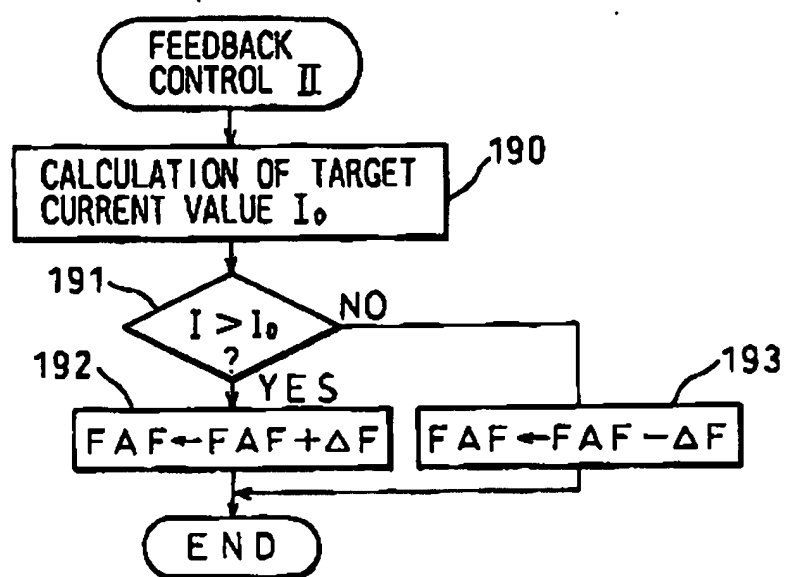 FEEDBACK
CONTROL II
CALCULATION OF TARGET
CURRENT VALUE I₀
190
191
I > I₀
?
NO
YES
192
FAF←FAF+ΔF
193
FAF←FAF−ΔF
END